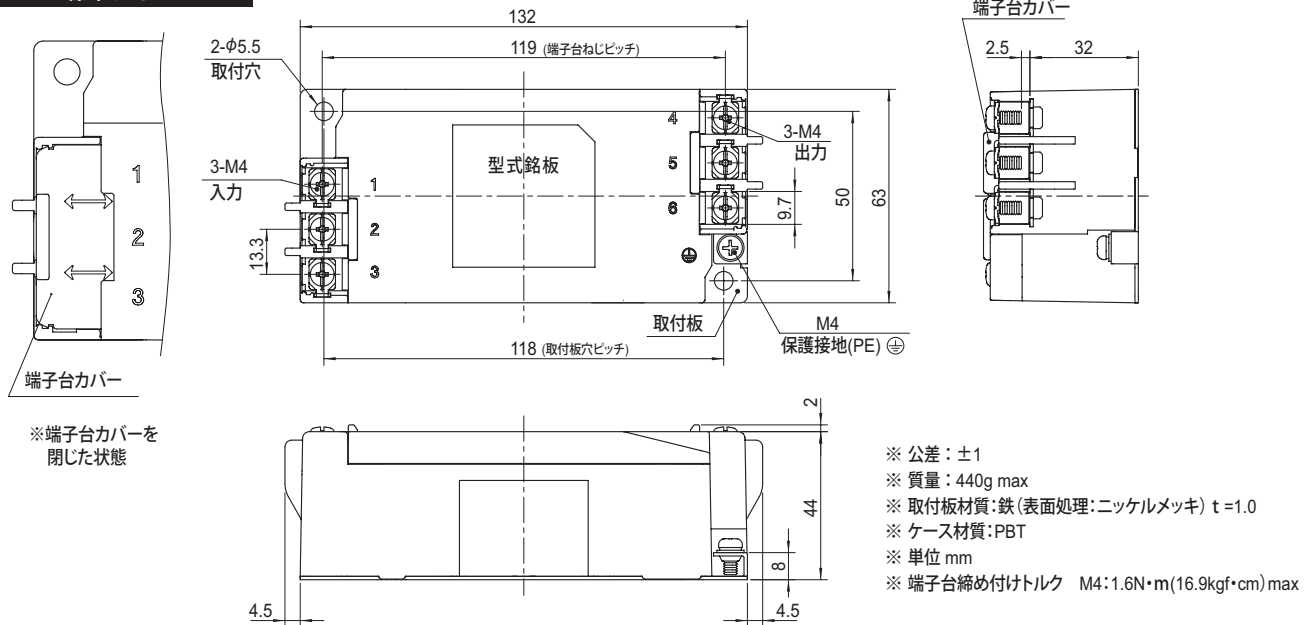 端子台カバー
132
2-φ5.5
取付穴
119 (端子台ねじピッチ)
2.5
32
4
3-M4
出力
型式銘板
5
1
3-M4
入力
1
6
9.7
50
63
2
2
13.3
3
3
取付板
M4
保護接地(PE)
118 (取付板穴ピッチ)
端子台カバー
※端子台カバーを
閉じた状態
2
44
8
4.5
4.5
※ 公差：±1
※ 質量：440g max
※ 取付板材質：鉄（表面処理：ニッケルメッキ） t =1.0
※ ケース材質：PBT
※ 単位 mm
※ 端子台締め付けトルク M4：1.6N・m(16.9kgf・cm)max